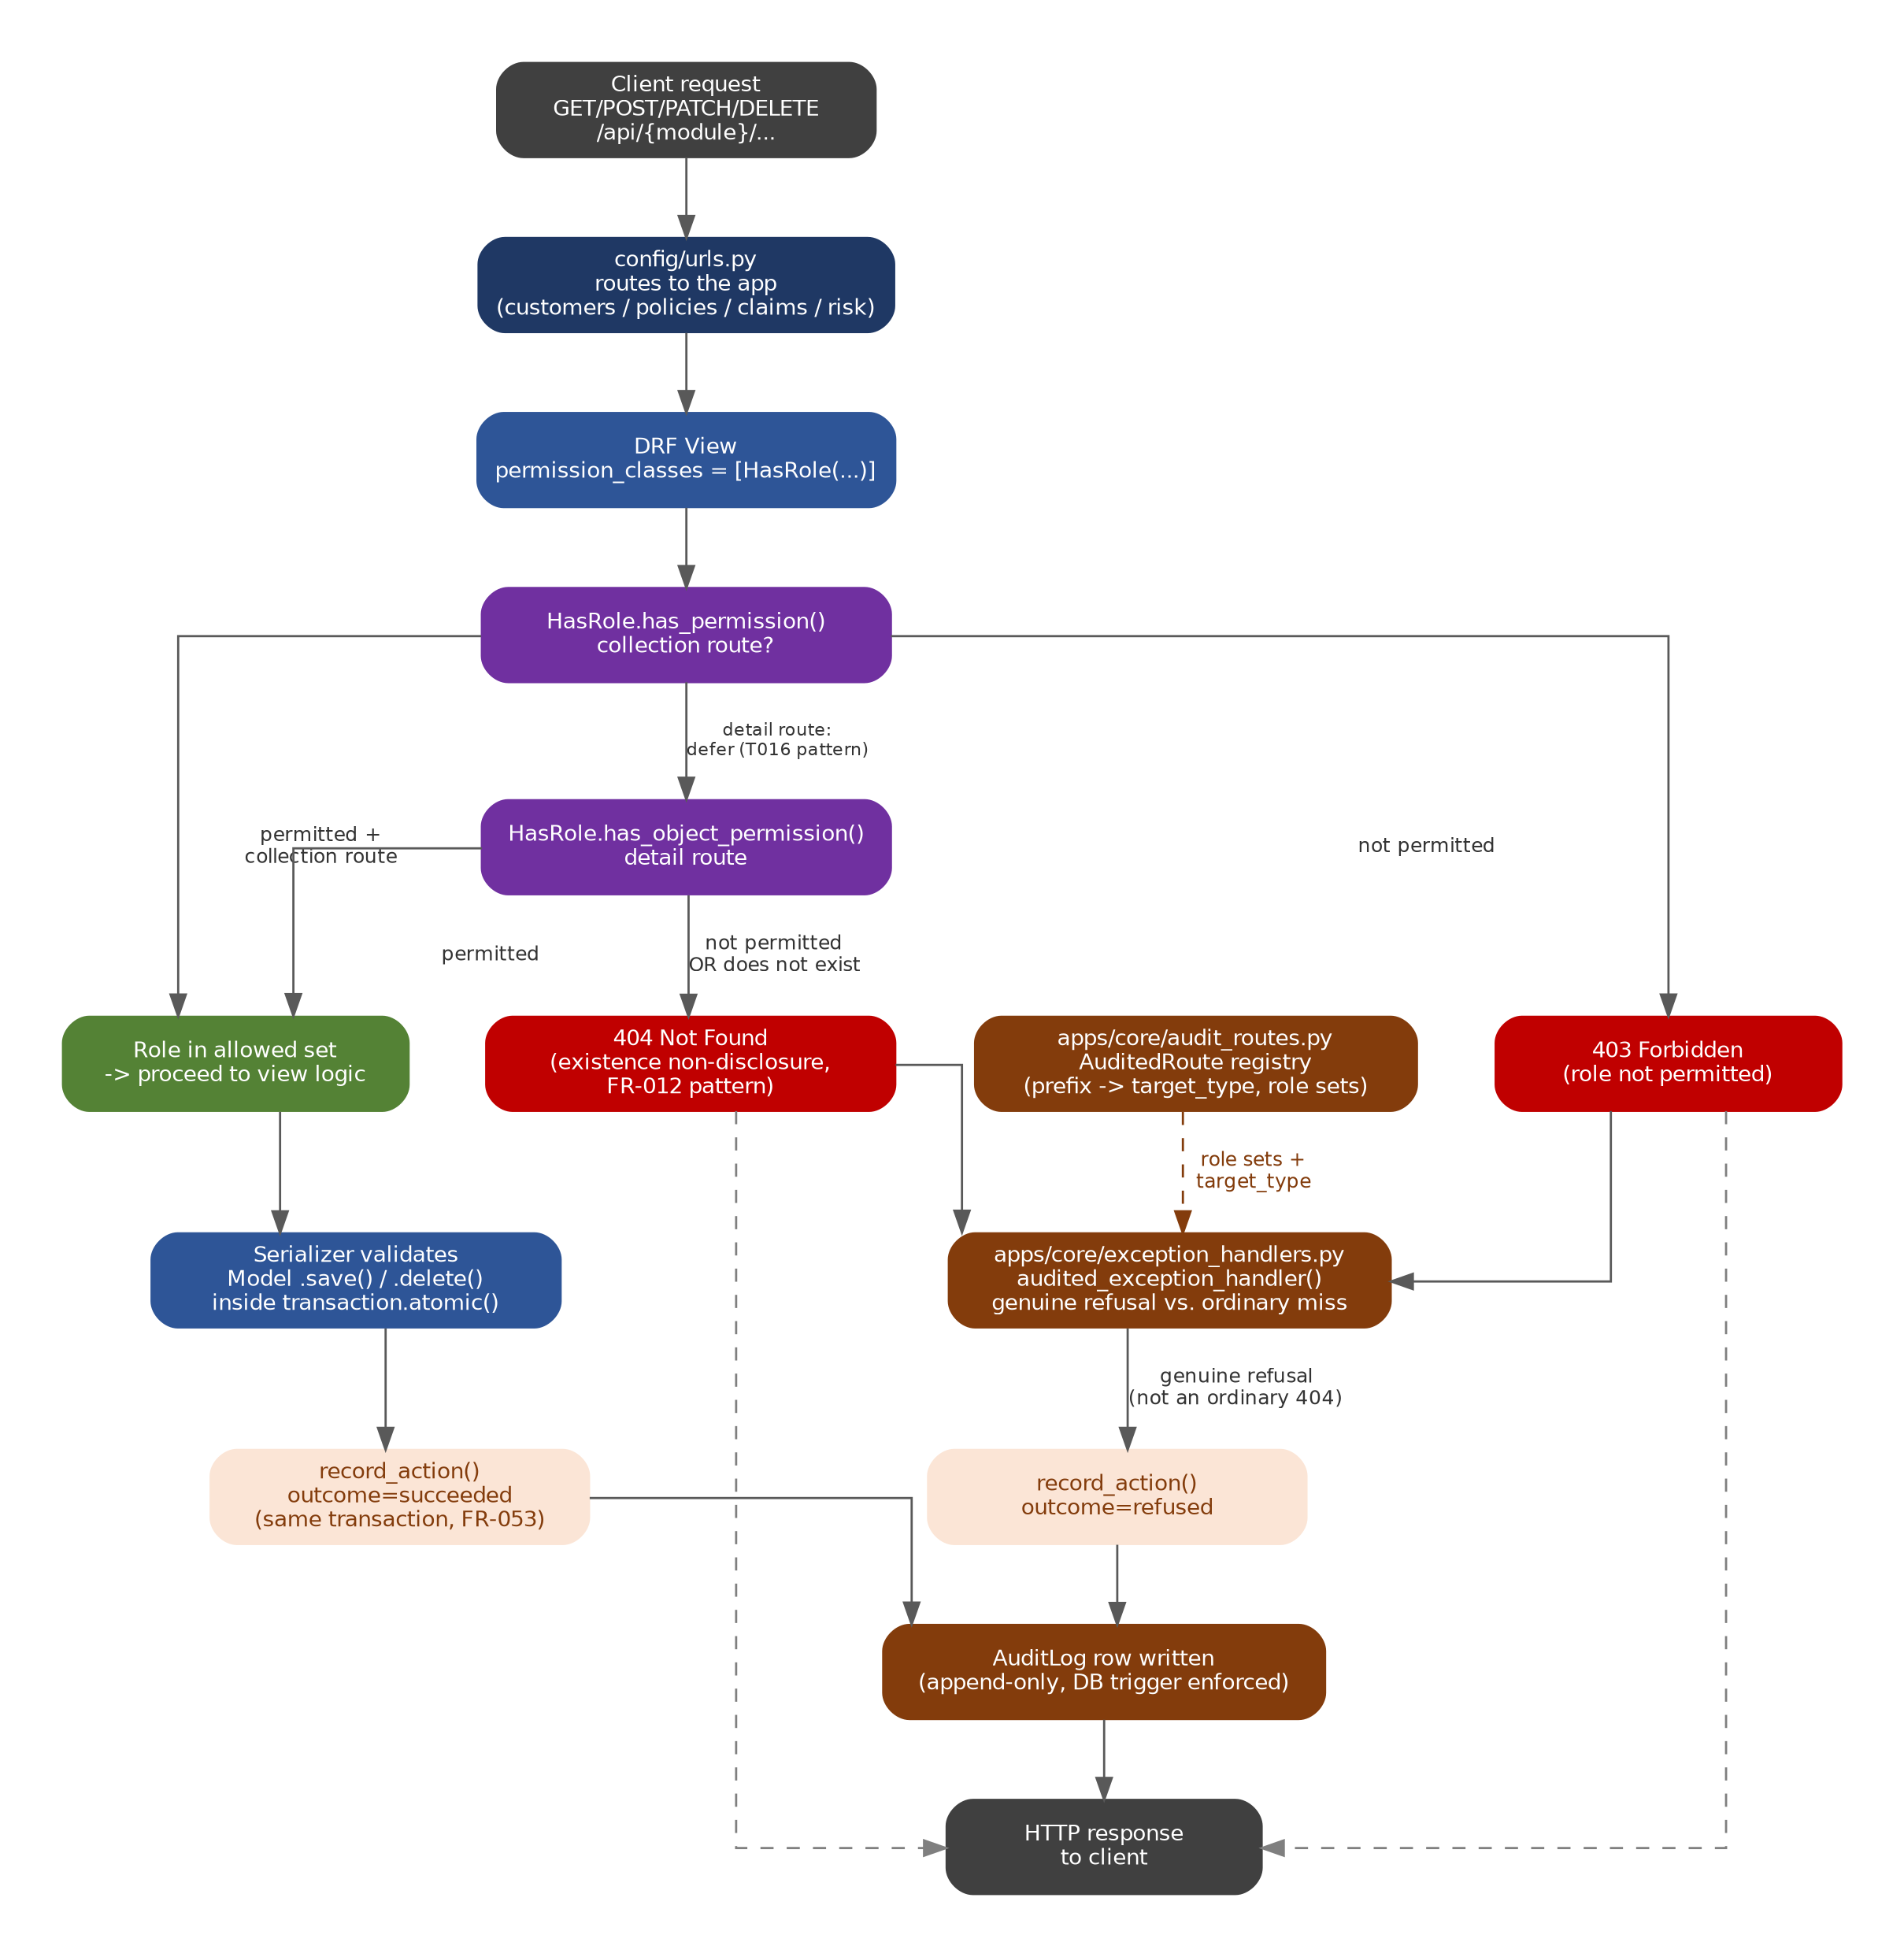 Client request
GET/POST/PATCH/DELETE
/api/{module}/...
config/urls.py
routes to the app
(customers / policies / claims / risk)
DRF View
permission_classes = [HasRole(...)]
HasRole.has_permission()
collection route?
detail route:
defer (T016 pattern)
HasRole.has_object_permission()
detail route
permitted +
collection route
not permitted
permitted
not permitted
OR does not exist
Role in allowed set
-> proceed to view logic
404 Not Found
(existence non-disclosure,
FR-012 pattern)
apps/core/audit_routes.py
AuditedRoute registry
(prefix -> target_type, role sets)
403 Forbidden
(role not permitted)
role sets +
target_type
Serializer validates
Model .save() / .delete()
inside transaction.atomic()
apps/core/exception_handlers.py
audited_exception_handler()
genuine refusal vs. ordinary miss
genuine refusal
(not an ordinary 404)
record_action()
outcome=succeeded
(same transaction, FR-053)
record_action()
outcome=refused
AuditLog row written
(append-only, DB trigger enforced)
HTTP response
to client